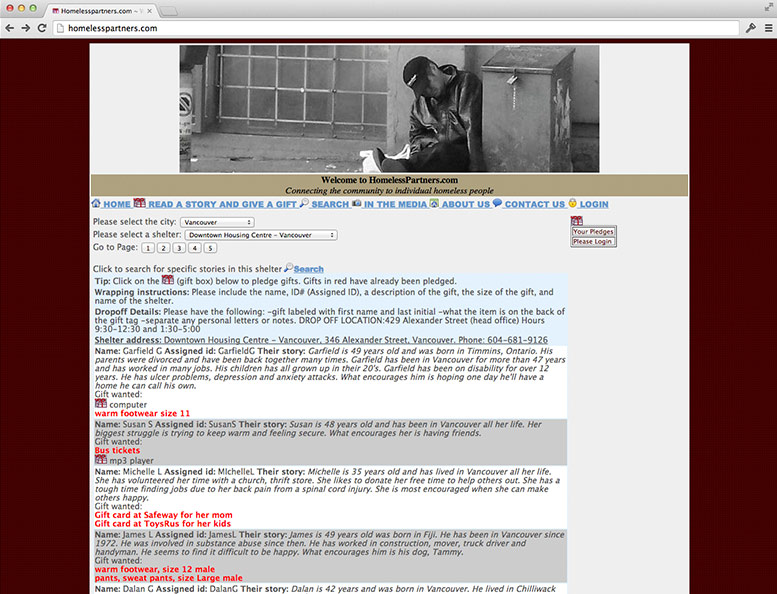 Homelesspartners.com ~ V
homelesspartners.com
Welcome to HomelessPartners.com
Connecting the community to individual homeless people
HOME READ A STORY AND GIVE A GIFT SEARCH IN THE MEDIA ABOUT US CONTACT US LOGIN
Please select the city: Vancouver
Please select a shelter: Downtown Housing Centre - Vancouver
Go to Page: 1 2 3 4 5
Your Pledges
Please Login
Click to search for specific stories in this shelter Search
Tip: Click on the (gift box) below to pledge gifts. Gifts in red have already been pledged.
Wrapping instructions: Please include the name, ID# (Assigned ID), a description of the gift, the size of the gift, and
name of the shelter.
Dropoff Details: Please have the following: -gift labeled with first name and last initial -what the item is on the back of
the gift tag -separate any personal letters or notes. DROP OFF LOCATION:429 Alexander Street (head office) Hours
9:30-12:30 and 1:30-5:00
Shelter address: Downtown Housing Centre - Vancouver, 346 Alexander Street, Vancouver. Phone: 604-681-9126
Name: Garfield G Assigned id: GarfieldG Their story: Garfield is 49 years old and was born in Timmins, Ontario. His
parents were divorced and have been back together many times. Garfield has been in Vancouver for more than 47 years
and has worked in many jobs. His children has all grown up in their 20's. Garfield has been on disability for over 12
years. He has ulcer problems, depression and anxiety attacks. What encourages him is hoping one day he'll have a
home he can call his own.
Gift wanted:
computer
warm footwear size 11
Name: Susan S Assigned id: SusanS Their story: Susan is 48 years old and has been in Vancouver all her life. Her
biggest struggle is trying to keep warm and feeling secure. What encourages her is having friends.
Gift wanted:
Bus tickets
mp3 player
Name: Michelle L Assigned id: MIchelleL Their story: Michelle is 35 years old and has lived in Vancouver all her life.
She has volunteered her time with a church, thrift store. She likes to donate her free time to help others out. She has a
tough time finding jobs due to her back pain from a spinal cord injury. She is most encouraged when she can make
others happy.
Gift wanted:
Gift card at Safeway for her mom
Gift card at ToysRus for her kids
Name: James L Assigned id: JamesL Their story: James is 49 years old was born in Fiji. He has been in Vancouver since
1972. He was involved in substance abuse since then. He has worked in construction, mover, truck driver and
handyman. He seems to find it difficult to be happy. What encourages him is his dog, Tammy.
Gift wanted:
warm footwear, size 12 male
pants, sweat pants, size Large male
Name: Dalan G Assigned id: DalanG Their story: Dalan is 42 years and was born in Vancouver. He lived in Chilliwack